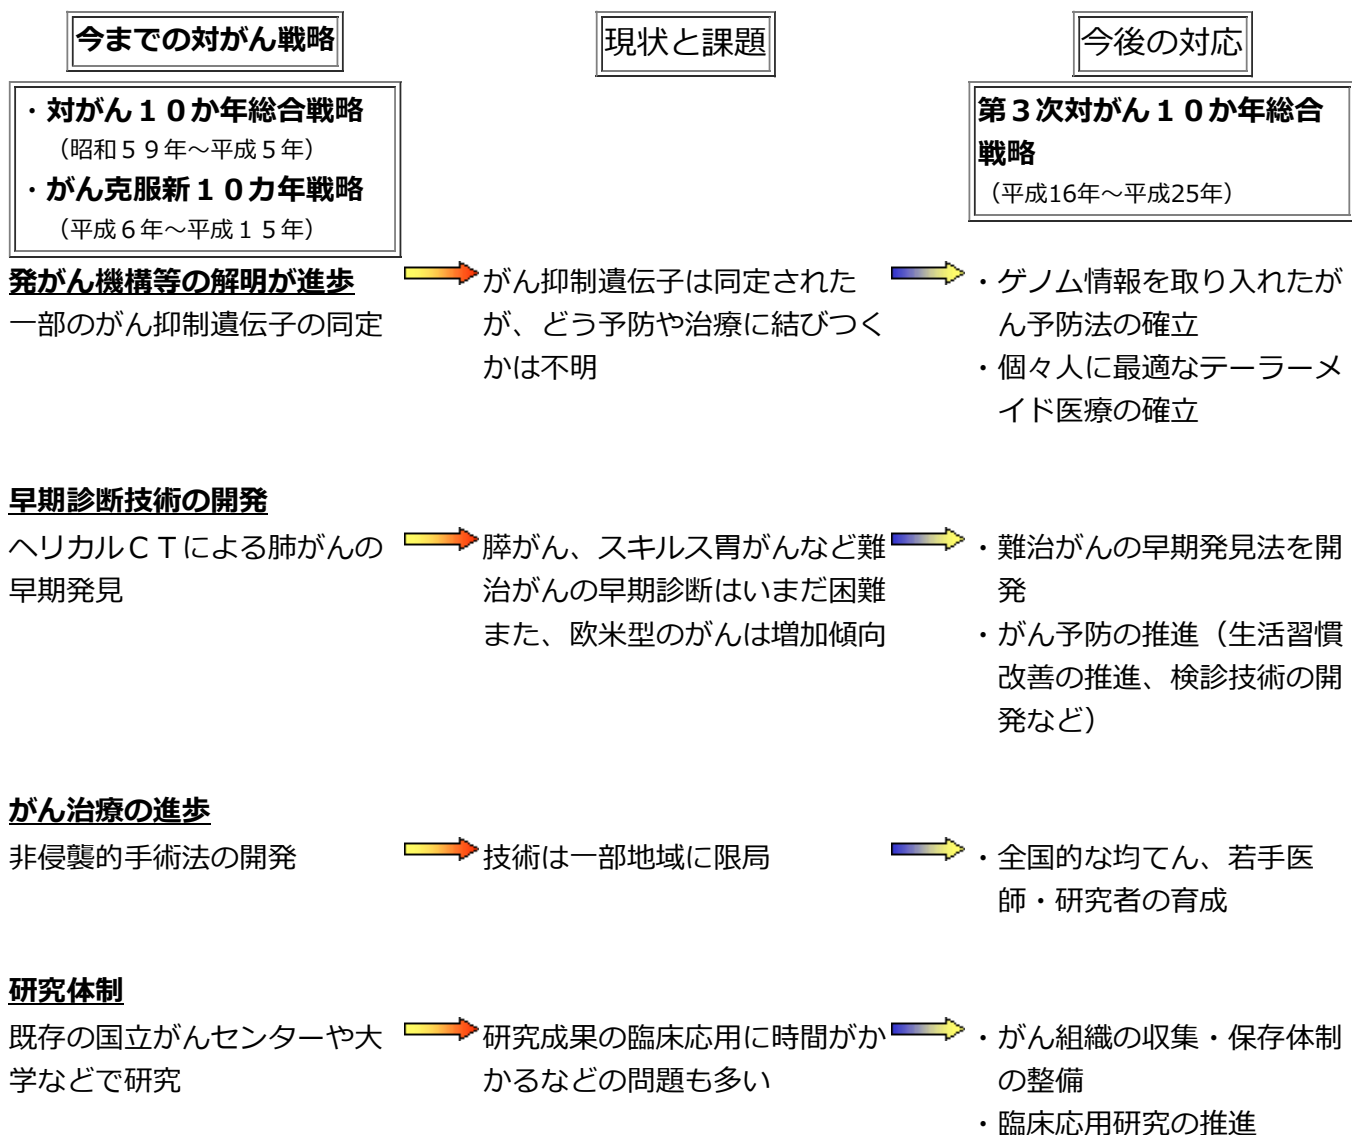 今までの対がん戦略
現状と課題
今後の対応
・対がん１０か年総合戦略
（昭和５９年～平成５年）
・がん克服新１０カ年戦略
（平成６年～平成１５年）
第３次対がん１０か年総合
戦略
（平成16年～平成25年）
発がん機構等の解明が進歩
一部のがん抑制遺伝子の同定
がん抑制遺伝子は同定された
が、どう予防や治療に結びつく
かは不明
・ゲノム情報を取り入れたが
ん予防法の確立
・個々人に最適なテーラーメ
イド医療の確立
早期診断技術の開発
ヘリカルＣＴによる肺がんの
早期発見
膵がん、スキルス胃がんなど難
治がんの早期診断はいまだ困難
また、欧米型のがんは増加傾向
・難治がんの早期発見法を開
発
・がん予防の推進（生活習慣
改善の推進、検診技術の開
発など）
がん治療の進歩
非侵襲的手術法の開発
技術は一部地域に限局
・全国的な均てん、若手医
師・研究者の育成
研究体制
既存の国立がんセンターや大
学などで研究
研究成果の臨床応用に時間がか
かるなどの問題も多い
・がん組織の収集・保存体制
の整備
・臨床応用研究の推進